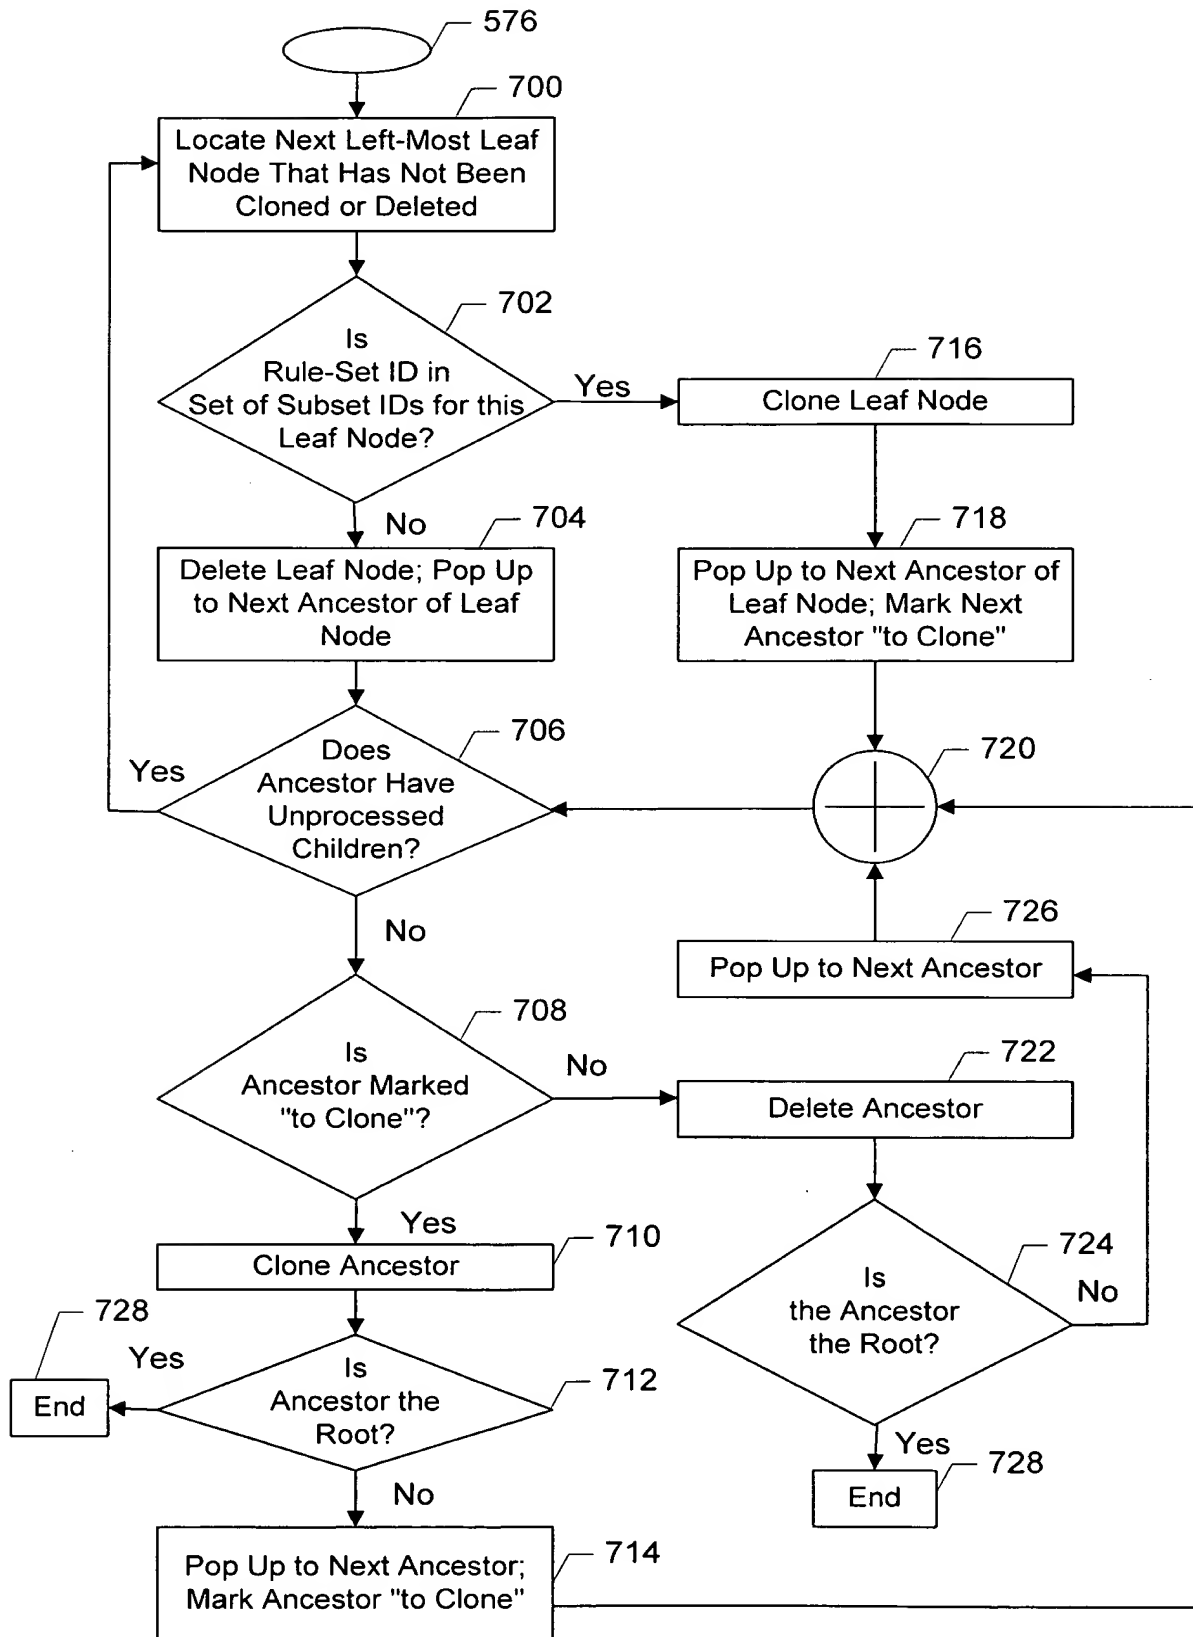 576
700
Locate Next Left-Most Leaf
Node That Has Not Been
Cloned or Deleted
702
Is
Rule-Set ID in
Set of Subset IDs for this
Leaf Node?
Yes
716
Clone Leaf Node
No
704
Delete Leaf Node; Pop Up
to Next Ancestor of Leaf
Node
718
Pop Up to Next Ancestor of
Leaf Node; Mark Next
Ancestor "to Clone"
706
Does
Ancestor Have
Unprocessed
Children?
Yes
720
No
726
Pop Up to Next Ancestor
708
Is
Ancestor Marked
"to Clone"?
No
722
Delete Ancestor
Yes
710
Clone Ancestor
724
Is
the Ancestor
the Root?
No
728
Yes
End
Is
Ancestor the
Root?
712
Yes
728
End
No
714
Pop Up to Next Ancestor;
Mark Ancestor "to Clone"